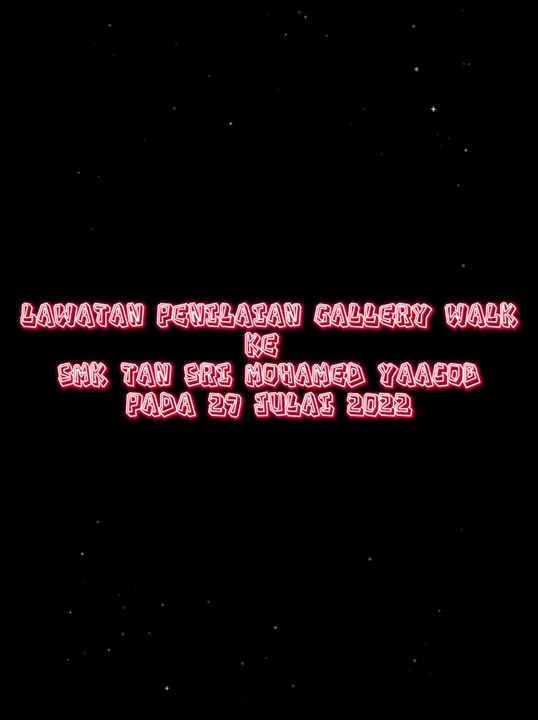 LAWATAN PENILAIAN GALLERY WALK
KE
SMK TAN SRI MOHAMED YAACOB
PADA 27 JULAI 2022